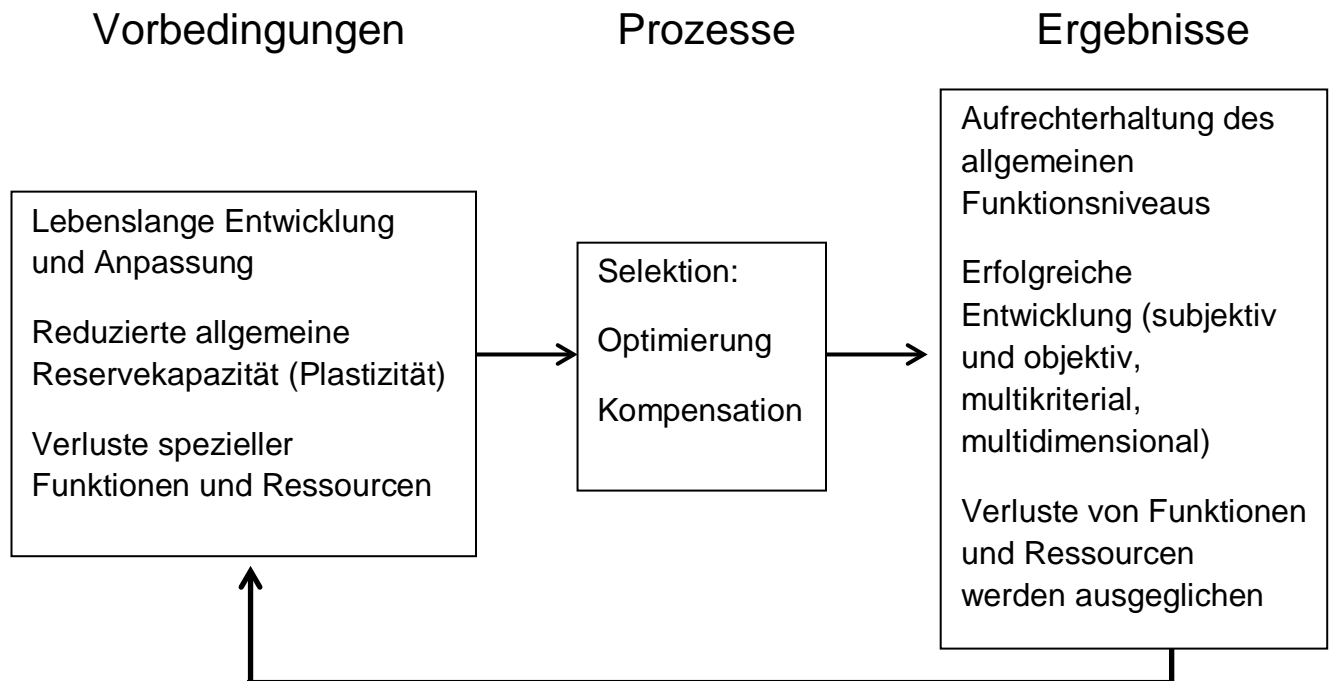 Vorbedingungen
Prozesse
Ergebnisse
Lebenslange Entwicklung
und Anpassung
Reduzierte allgemeine
Reservekapazität (Plastizität)
Verluste spezieller
Funktionen und Ressourcen
Selektion:
Optimierung
Kompensation
Aufrechterhaltung des
allgemeinen
Funktionsniveaus
Erfolgreiche
Entwicklung (subjektiv
und objektiv,
multikriterial,
multidimensional)
Verluste von Funktionen
und Ressourcen
werden ausgeglichen